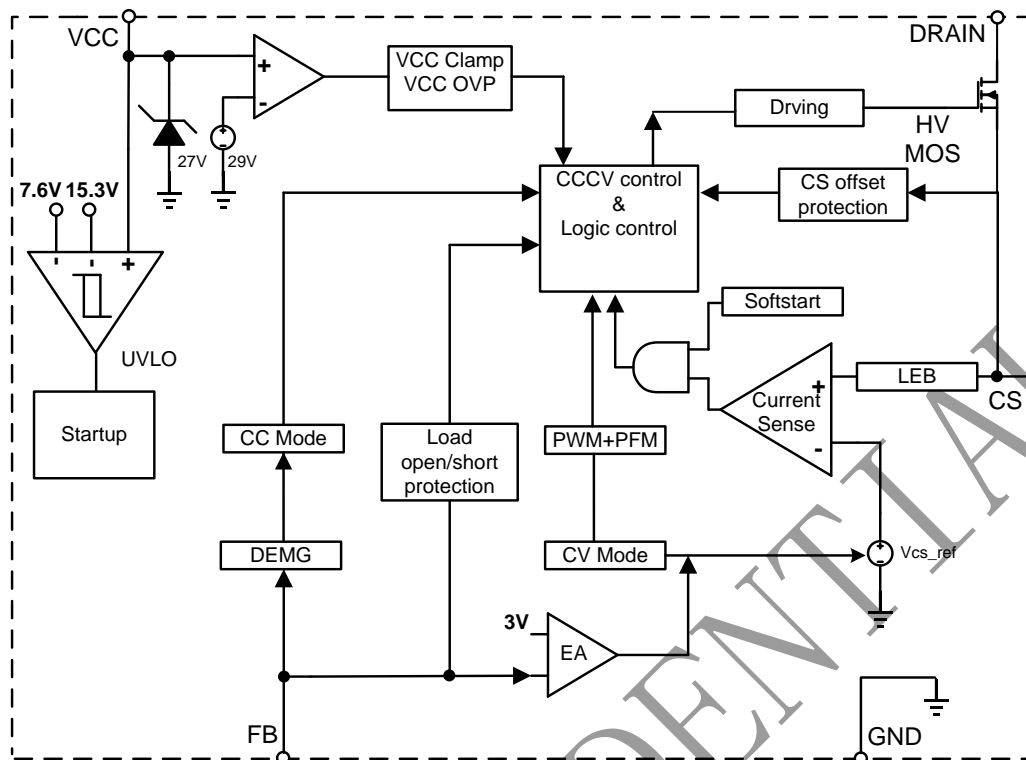 VCC
DRAIN
VCC Clamp
VCC OVP
Drving
27V
29V
HV
MOS
7.6V 15.3V
CCCV control
&
Logic control
CS offset
protection
+
-
-
-
+
Softstart
UVLO
LEB
CS
+
Current
Sense
-
Startup
CC Mode
Load
open/short
protection
PWM+PFM
DEMG
CV Mode
Vcs_ref
3V
EA
FB
GND
DENTIA